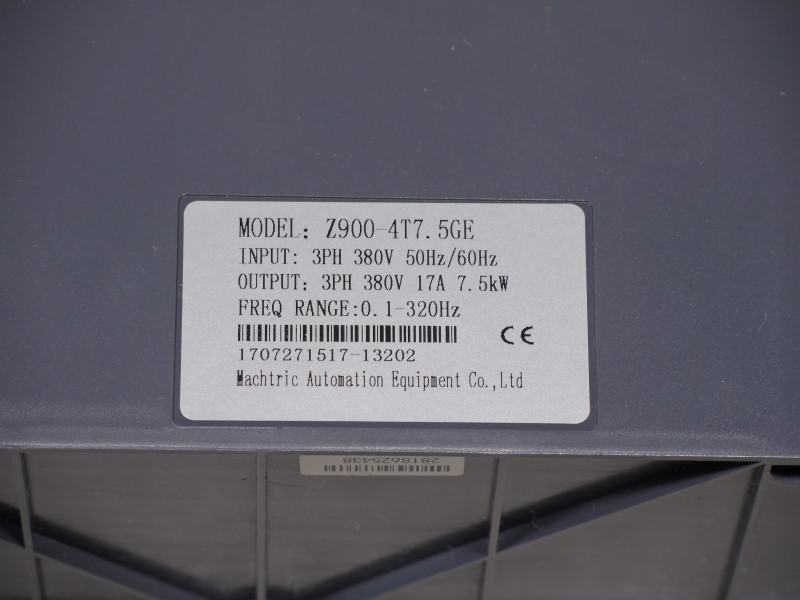 MODEL: Z900-4T7.5GE
INPUT: 3PH 380V 50Hz/60Hz
OUTPUT: 3PH 380V 17A 7.5kW
FREQ RANGE:0.1-320Hz
CE
1707271517-13202
Machtric Automation Equipment Co.,Ltd
2818625438